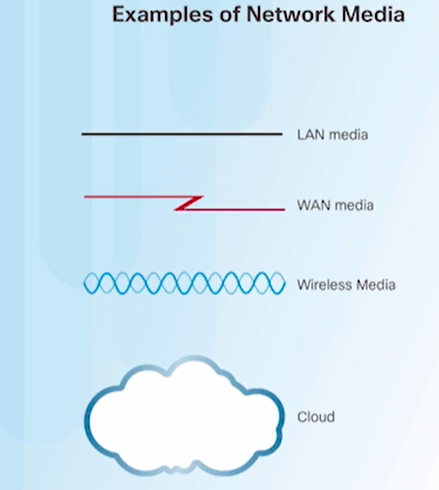 Examples of Network Media
LAN media
WAN media
Wireless Media
Cloud